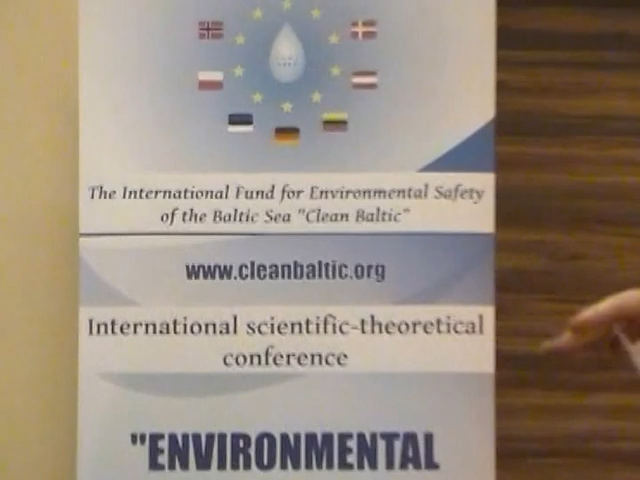 The International Fund for Environmental Safety
of the Baltic Sea "Clean Baltic"
www.cleanbaltic.org
International scientific-theoretical
conference
"ENVIRONMENTAL